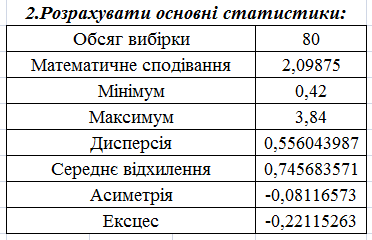 2.Розрахувати основні статистики:
Обсяг вибірки 80
Математичне сподівання 2,09875
Мінімум 0,42
Максимум 3,84
Дисперсія 0,556043987
Середнє відхилення 0,745683571
Асиметрія -0,08116573
Ексцес -0,22115263